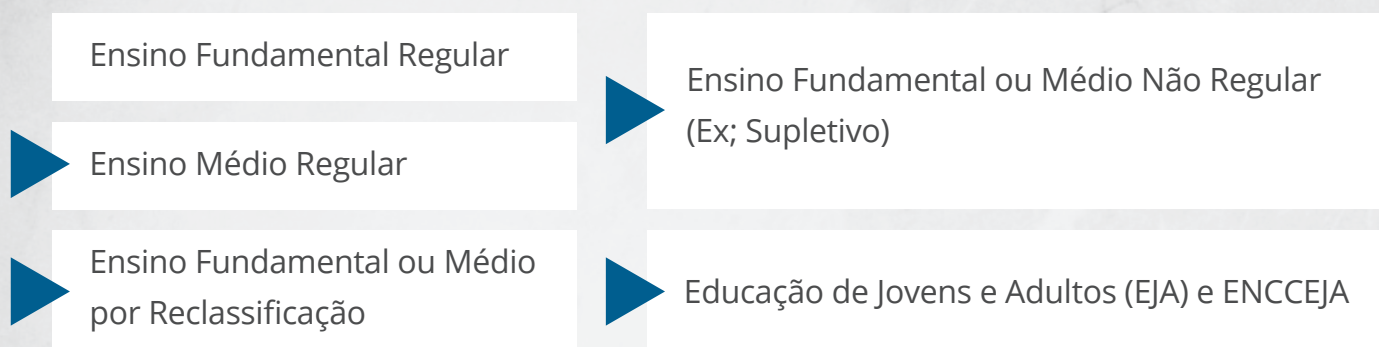 Ensino Fundamental Regular
Ensino Médio Regular
Ensino Fundamental ou Médio
por Reclassificação
Ensino Fundamental ou Médio Não Regular
(Ex; Supletivo)
Educação de Jovens e Adultos (EJA) e ENCCEJA